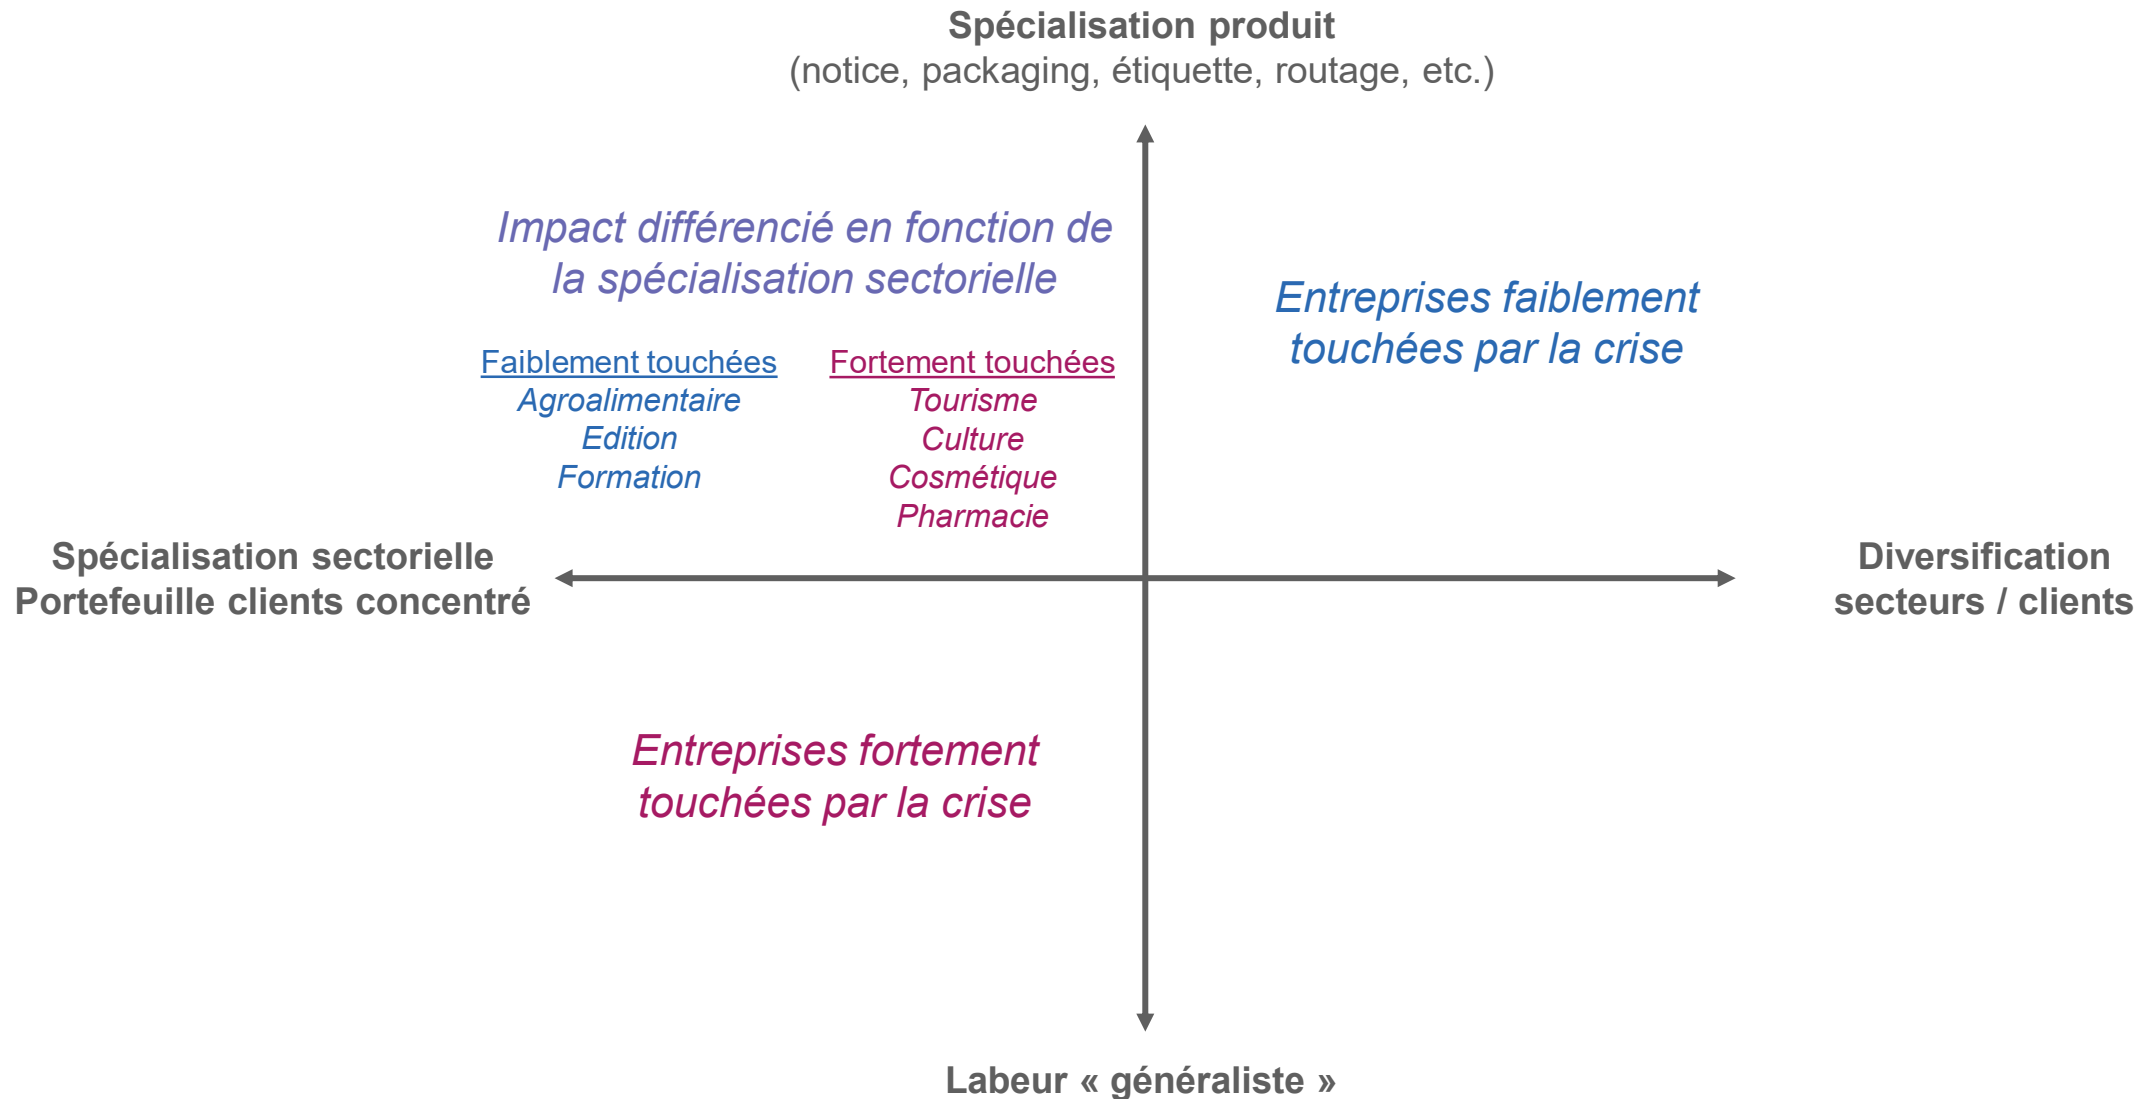 Spécialisation produit
(notice, packaging, étiquette, routage, etc.)
Impact différencié en fonction de
la spécialisation sectorielle
Faiblement touchées
Agroalimentaire
Edition
Formation
Fortement touchées
Tourisme
Culture
Cosmétique
Pharmacie
Entreprises faiblement
touchées par la crise
Spécialisation sectorielle
Portefeuille clients concentré
Diversification
secteurs / clients
Entreprises fortement
touchées par la crise
Labeur « généraliste »